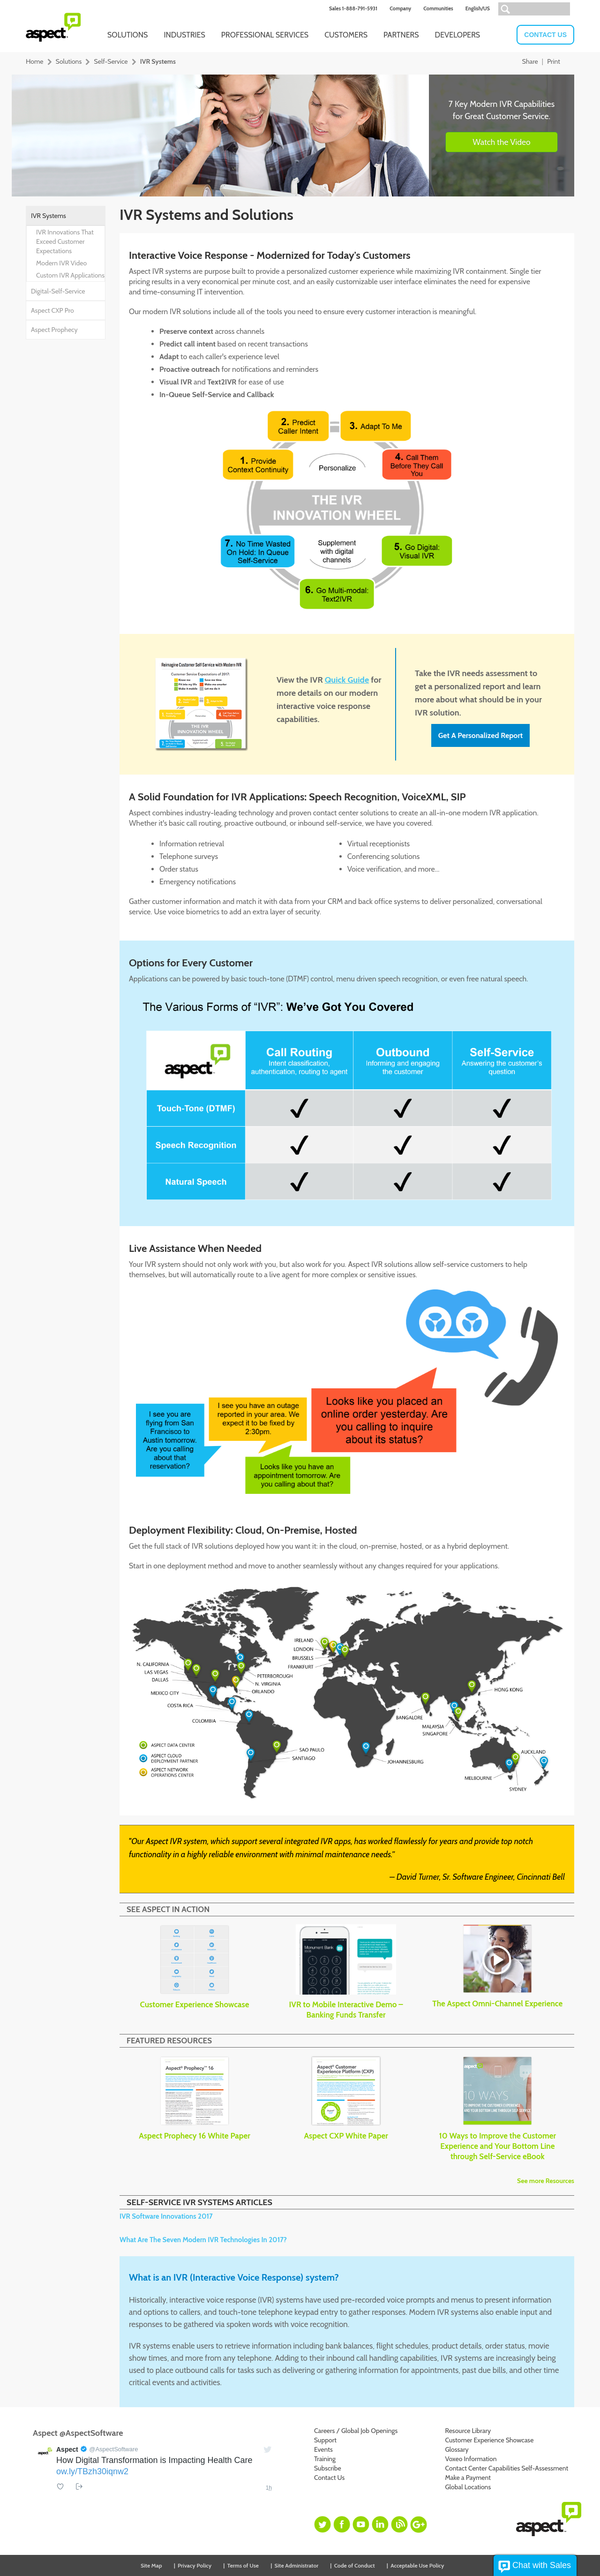 Sales 1-888-791-5931 Company Communities English/US
aspect
SOLUTIONS INDUSTRIES PROFESSIONAL SERVICES CUSTOMERS PARTNERS DEVELOPERS CONTACT US
Home Solutions Self-Service IVR Systems
Share | Print
7 Key Modern IVR Capabilities
for Great Customer Service.
Watch the Video
IVR Systems
IVR Innovations That
Exceed Customer
Expectations
Modern IVR Video
Custom IVR Applications
Digital-Self-Service
Aspect CXP Pro
Aspect Prophecy
IVR Systems and Solutions
Interactive Voice Response - Modernized for Today's Customers
Aspect IVR systems are purpose built to provide a personalized customer experience while maximizing IVR containment. Single tier
pricing results in a very economical per minute cost, and an easily customizable user interface eliminates the need for expensive
and time-consuming IT intervention.
Our modern IVR solutions include all of the tools you need to ensure every customer interaction is meaningful.
• Preserve context across channels
• Predict call intent based on recent transactions
• Adapt to each caller's experience level
• Proactive outreach for notifications and reminders
• Visual IVR and Text2IVR for ease of use
• In-Queue Self-Service and Callback
2. Predict
Caller Intent
3. Adapt To Me
1. Provide
Context Continuity
Personalize
4. Call Them
Before They Call
You
THE IVR
INNOVATION WHEEL
7. No Time Wasted
On Hold: In Queue
Self-Service
Supplement
with digital
channels
5. Go Digital:
Visual IVR
6. Go Multi-modal:
Text2IVR
Reimagine Customer Self-Service with Modern IVR
THE IVR
INNOVATION WHEEL
View the IVR Quick Guide for
more details on our modern
interactive voice response
capabilities.
Take the IVR needs assessment to
get a personalized report and learn
more about what should be in your
IVR solution.
Get A Personalized Report
A Solid Foundation for IVR Applications: Speech Recognition, VoiceXML, SIP
Aspect combines industry-leading technology and proven contact center solutions to create an all-in-one modern IVR application.
Whether it's basic call routing, proactive outbound, or inbound self-service, we have you covered.
• Information retrieval
• Telephone surveys
• Order status
• Emergency notifications
• Virtual receptionists
• Conferencing solutions
• Voice verification, and more...
Gather customer information and match it with data from your CRM and back office systems to deliver personalized, conversational
service. Use voice biometrics to add an extra layer of security.
Options for Every Customer
Applications can be powered by basic touch-tone (DTMF) control, menu driven speech recognition, or even free natural speech.
The Various Forms of “IVR”: We’ve Got You Covered
aspect
Call Routing
Intent classification,
authentication, routing to agent
Outbound
Informing and engaging
the customer
Self-Service
Answering the customer’s
question
Touch-Tone (DTMF) ✓ ✓ ✓
Speech Recognition ✓ ✓ ✓
Natural Speech ✓ ✓ ✓
Live Assistance When Needed
Your IVR system should not only work with you, but also work for you. Aspect IVR solutions allow self-service customers to help
themselves, but will automatically route to a live agent for more complex or sensitive issues.
I see you are
flying from San
Francisco to
Austin tomorrow.
Are you calling
about that
reservation?
I see you have an outage
reported in your area. We
expect it to be fixed by
2:30pm.
Looks like you placed an
online order yesterday. Are
you calling to inquire
about its status?
Looks like you have an
appointment tomorrow. Are
you calling about that?
Deployment Flexibility: Cloud, On-Premise, Hosted
Get the full stack of IVR solutions deployed how you want it: in the cloud, on-premise, hosted, or as a hybrid deployment.
Start in one deployment method and move to another seamlessly without any changes required for your applications.
IRELAND
LONDON
BRUSSELS
FRANKFURT
N. CALIFORNIA
LAS VEGAS
DALLAS
MEXICO CITY
COSTA RICA
COLOMBIA
PETERBOROUGH
N. VIRGINIA
ORLANDO
HONG KONG
BANGALORE
MALAYSIA
SINGAPORE
SAO PAULO
SANTIAGO
JOHANNESBURG
AUCKLAND
MELBOURNE
SYDNEY
ASPECT DATA CENTER
ASPECT CLOUD
DEPLOYMENT PARTNER
ASPECT NETWORK
OPERATIONS CENTER
"Our Aspect IVR system, which support several integrated IVR apps, has worked flawlessly for years and provide top notch
functionality in a highly reliable environment with minimal maintenance needs."
— David Turner, Sr. Software Engineer, Cincinnati Bell
SEE ASPECT IN ACTION
Monument Bank
Customer Experience Showcase
IVR to Mobile Interactive Demo –
Banking Funds Transfer
The Aspect Omni-Channel Experience
FEATURED RESOURCES
Aspect® Prophecy™ 16
Aspect® Customer
Experience Platform (CXP)
aspect
10 WAYS
Aspect Prophecy 16 White Paper
Aspect CXP White Paper
10 Ways to Improve the Customer
Experience and Your Bottom Line
through Self-Service eBook
See more Resources
SELF-SERVICE IVR SYSTEMS ARTICLES
IVR Software Innovations 2017
What Are The Seven Modern IVR Technologies In 2017?
What is an IVR (Interactive Voice Response) system?
Historically, interactive voice response (IVR) systems have used pre-recorded voice prompts and menus to present information
and options to callers, and touch-tone telephone keypad entry to gather responses. Modern IVR systems also enable input and
responses to be gathered via spoken words with voice recognition.
IVR systems enable users to retrieve information including bank balances, flight schedules, product details, order status, movie
show times, and more from any telephone. Adding to their inbound call handling capabilities, IVR systems are increasingly being
used to place outbound calls for tasks such as delivering or gathering information for appointments, past due bills, and other time
critical events and activities.
Aspect @AspectSoftware
aspect
Aspect @AspectSoftware
How Digital Transformation is Impacting Health Care
ow.ly/TBzh30iqnw2
1h
Careers / Global Job Openings
Support
Events
Training
Subscribe
Contact Us
Resource Library
Customer Experience Showcase
Glossary
Voxeo Information
Contact Center Capabilities Self-Assessment
Make a Payment
Global Locations
aspect
Site Map | Privacy Policy | Terms of Use | Site Administrator | Code of Conduct | Acceptable Use Policy
Chat with Sales